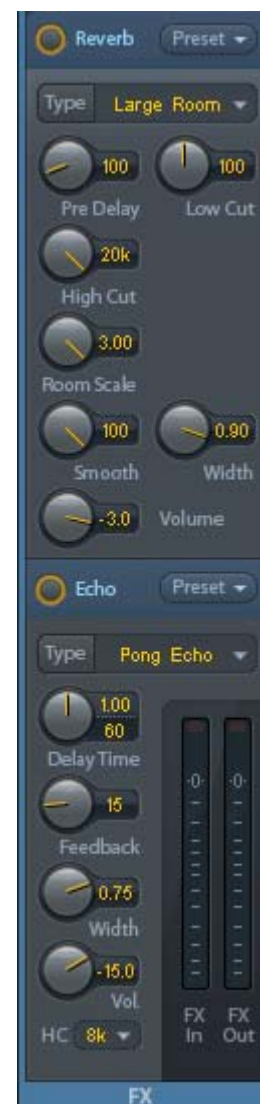 Reverb Preset
Type Large Room
100 100
Pre Delay Low Cut
20k
High Cut
3.00
Room Scale
100 0.90
Smooth Width
-3.0 Volume
Echo Preset
Type Pong Echo
1.00
60
Delay Time
15
Feedback
0.75
Width
-15.0
Vol.
HC 8k
-0- -0-
FX In
FX Out
FX